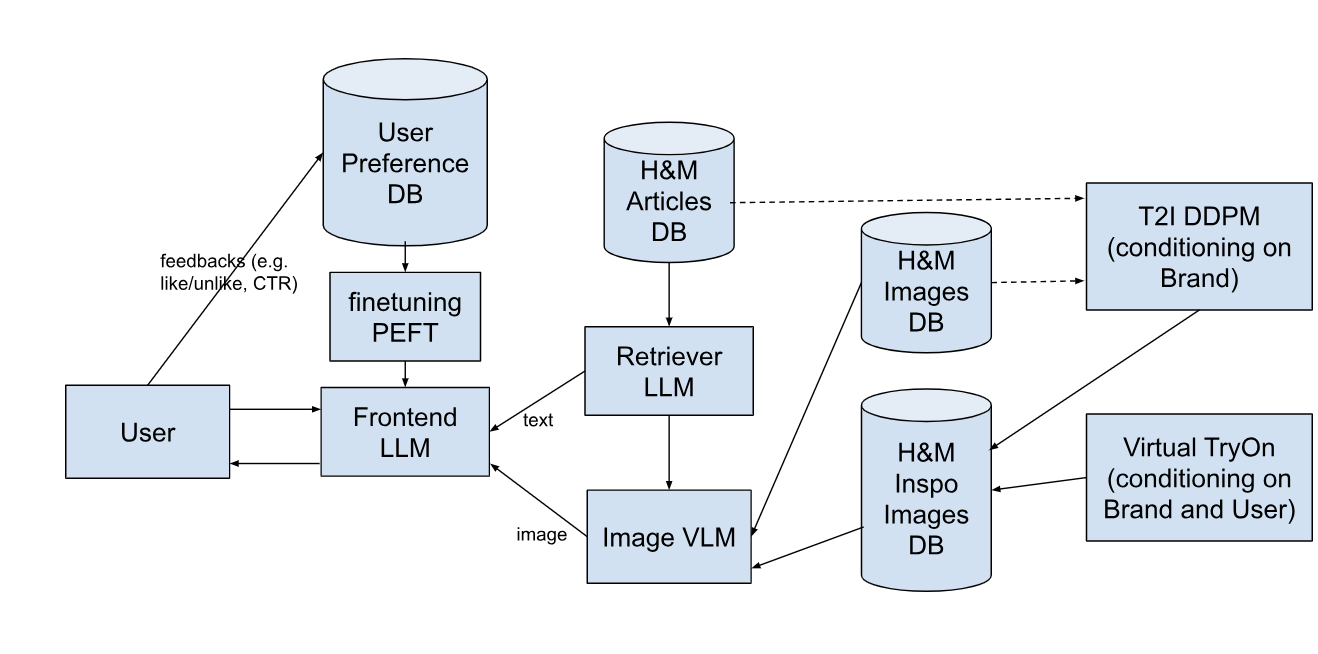 User
Preference
DB
H&M
Articles
DB
T2I DDPM
(conditioning on
Brand)
H&M
Images
DB
feedbacks (e.g.
like/unlike, CTR)
finetuning
PEFT
Retriever
LLM
User
Frontend
LLM
text
H&M
Inspo
Images
DB
Virtual TryOn
(conditioning on
Brand and User)
image
Image VLM